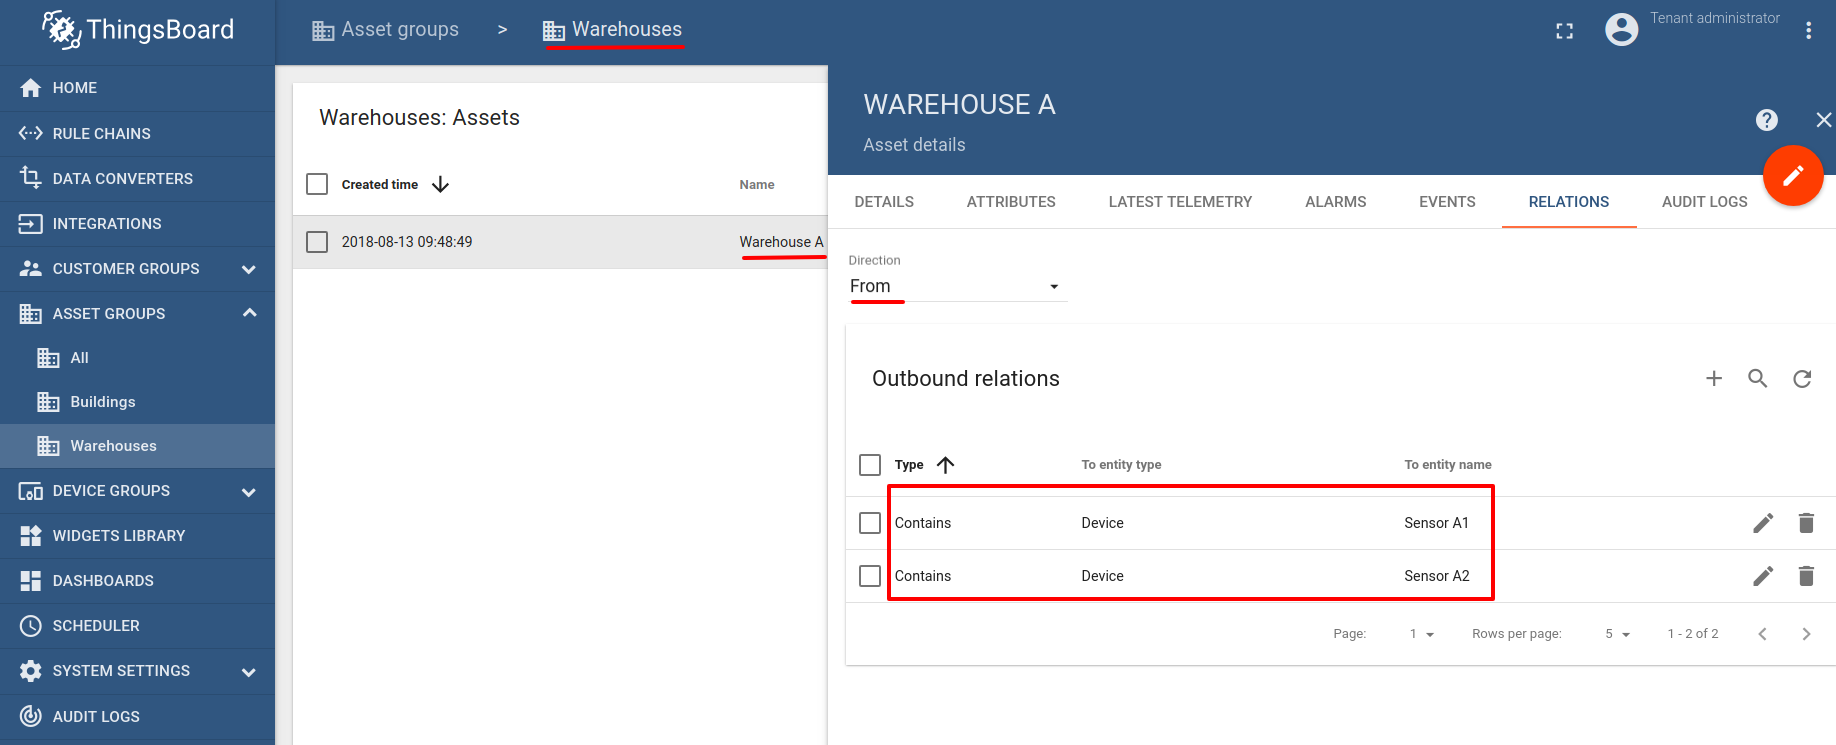 ThingsBoard
Asset groups > Warehouses
Tenant administrator
HOME
RULE CHAINS
DATA CONVERTERS
INTEGRATIONS
CUSTOMER GROUPS
ASSET GROUPS
All
Buildings
Warehouses
DEVICE GROUPS
WIDGETS LIBRARY
DASHBOARDS
SCHEDULER
SYSTEM SETTINGS
AUDIT LOGS
Warehouses: Assets
Created time Name
2018-08-13 09:48:49 Warehouse A
WAREHOUSE A
Asset details
DETAILS ATTRIBUTES LATEST TELEMETRY ALARMS EVENTS RELATIONS AUDIT LOGS
Direction
From
Outbound relations
Type To entity type To entity name
Contains Device Sensor A1
Contains Device Sensor A2
Page: 1 Rows per page: 5 1 - 2 of 2